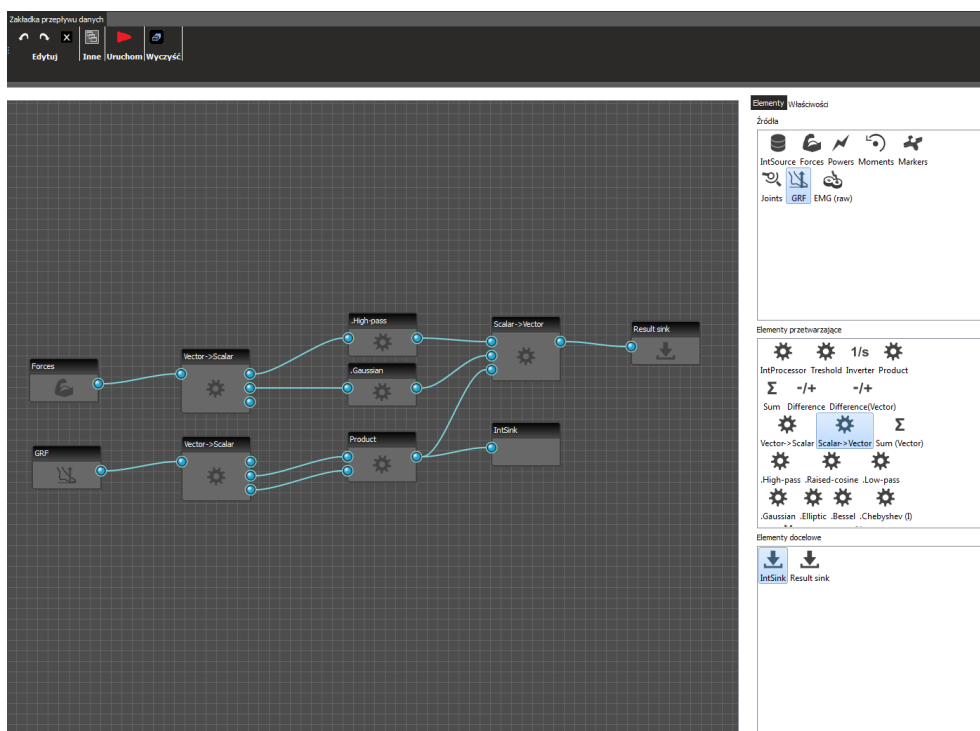 Zakładka przepływu danych
Edytuj Inne Uruchom Wyczyść
Elementy Właściwości
Źródła
IntSource Forces Powers Moments Markers
Joints GRF EMG (raw)
.High-pass
Scalar->Vector
Result sink
Vector->Scalar
Forces
.Gaussian
GRF
Vector->Scalar
Product
IntSink
Elementy przetwarzające
1/s
IntProcessor Treshold Inverter Product
Σ -/+ -/+
Sum Difference Difference(Vector)
Σ
Vector->Scalar Scalar->Vector Sum (Vector)
.High-pass .Raised-cosine .Low-pass
.Gaussian .Elliptic .Bessel .Chebyshev (I)
Elementy docelowe
IntSink Result sink